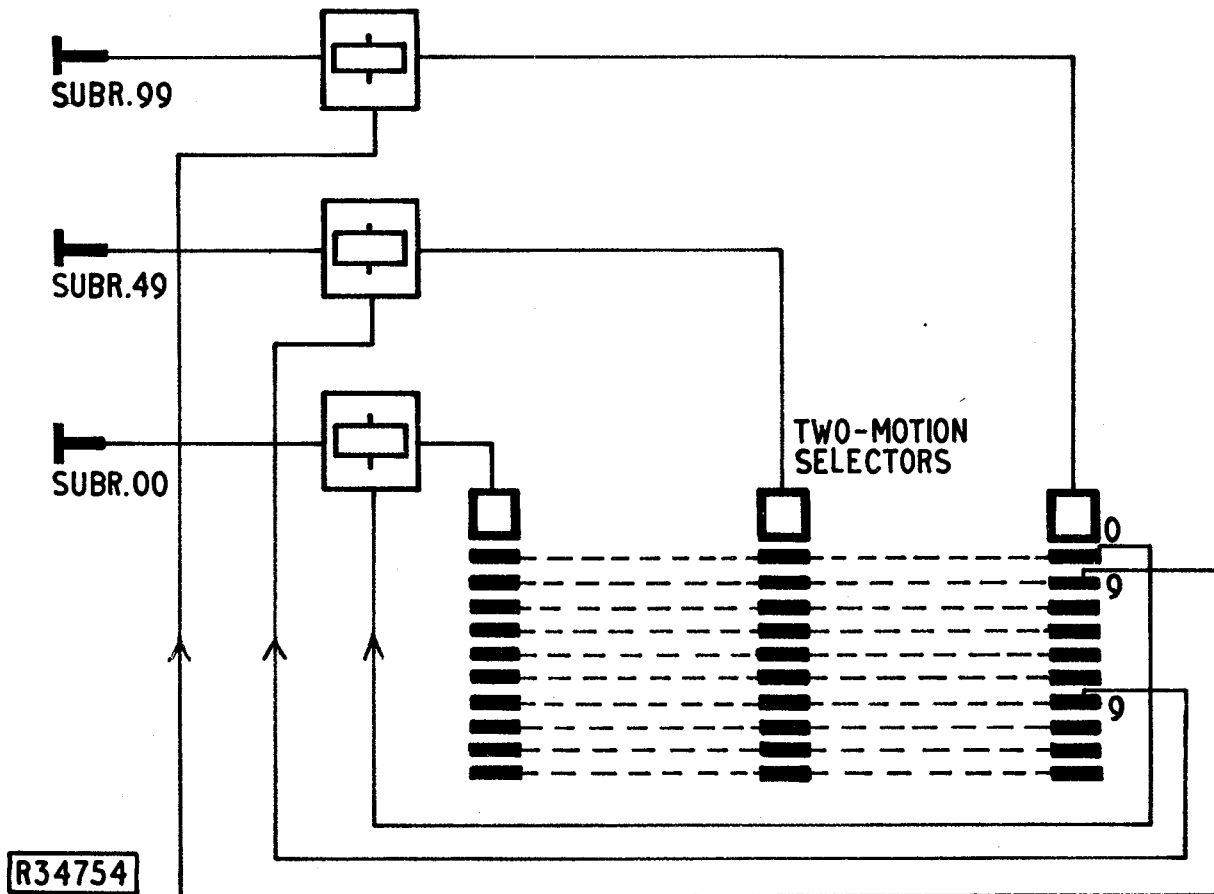 SUBR.99
SUBR.49
SUBR.00
TWO-MOTION
SELECTORS
0
9
9
R34754